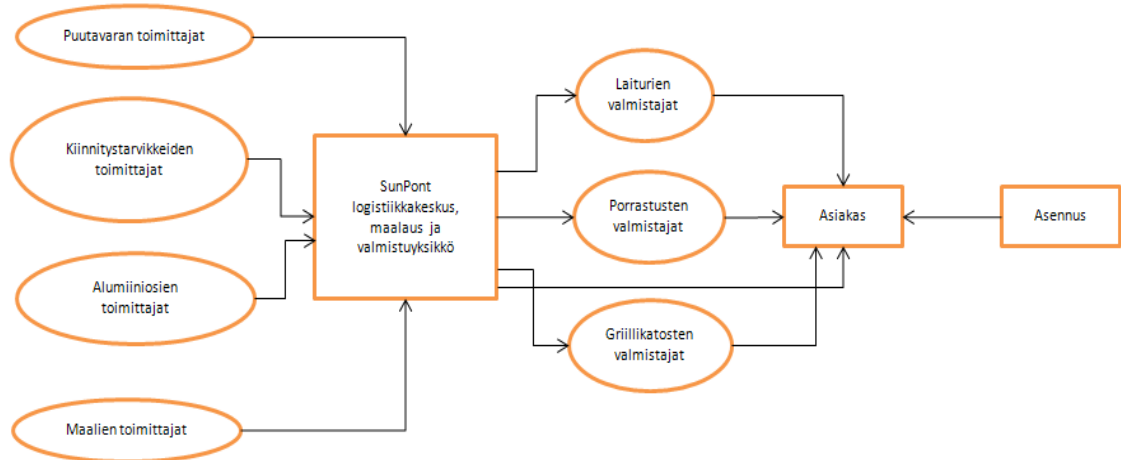 Puutavaran toimittajat
Kiinnitystarvikkeiden
toimittajat
Alumiiniosien
toimittajat
Maalien toimittajat
SunPont
logistiikkakeskus,
maalaus ja
valmistuyksikkö
Laiturien
valmistajat
Porrastusten
valmistajat
Griillikatosten
valmistajat
Asiakas
Asennus